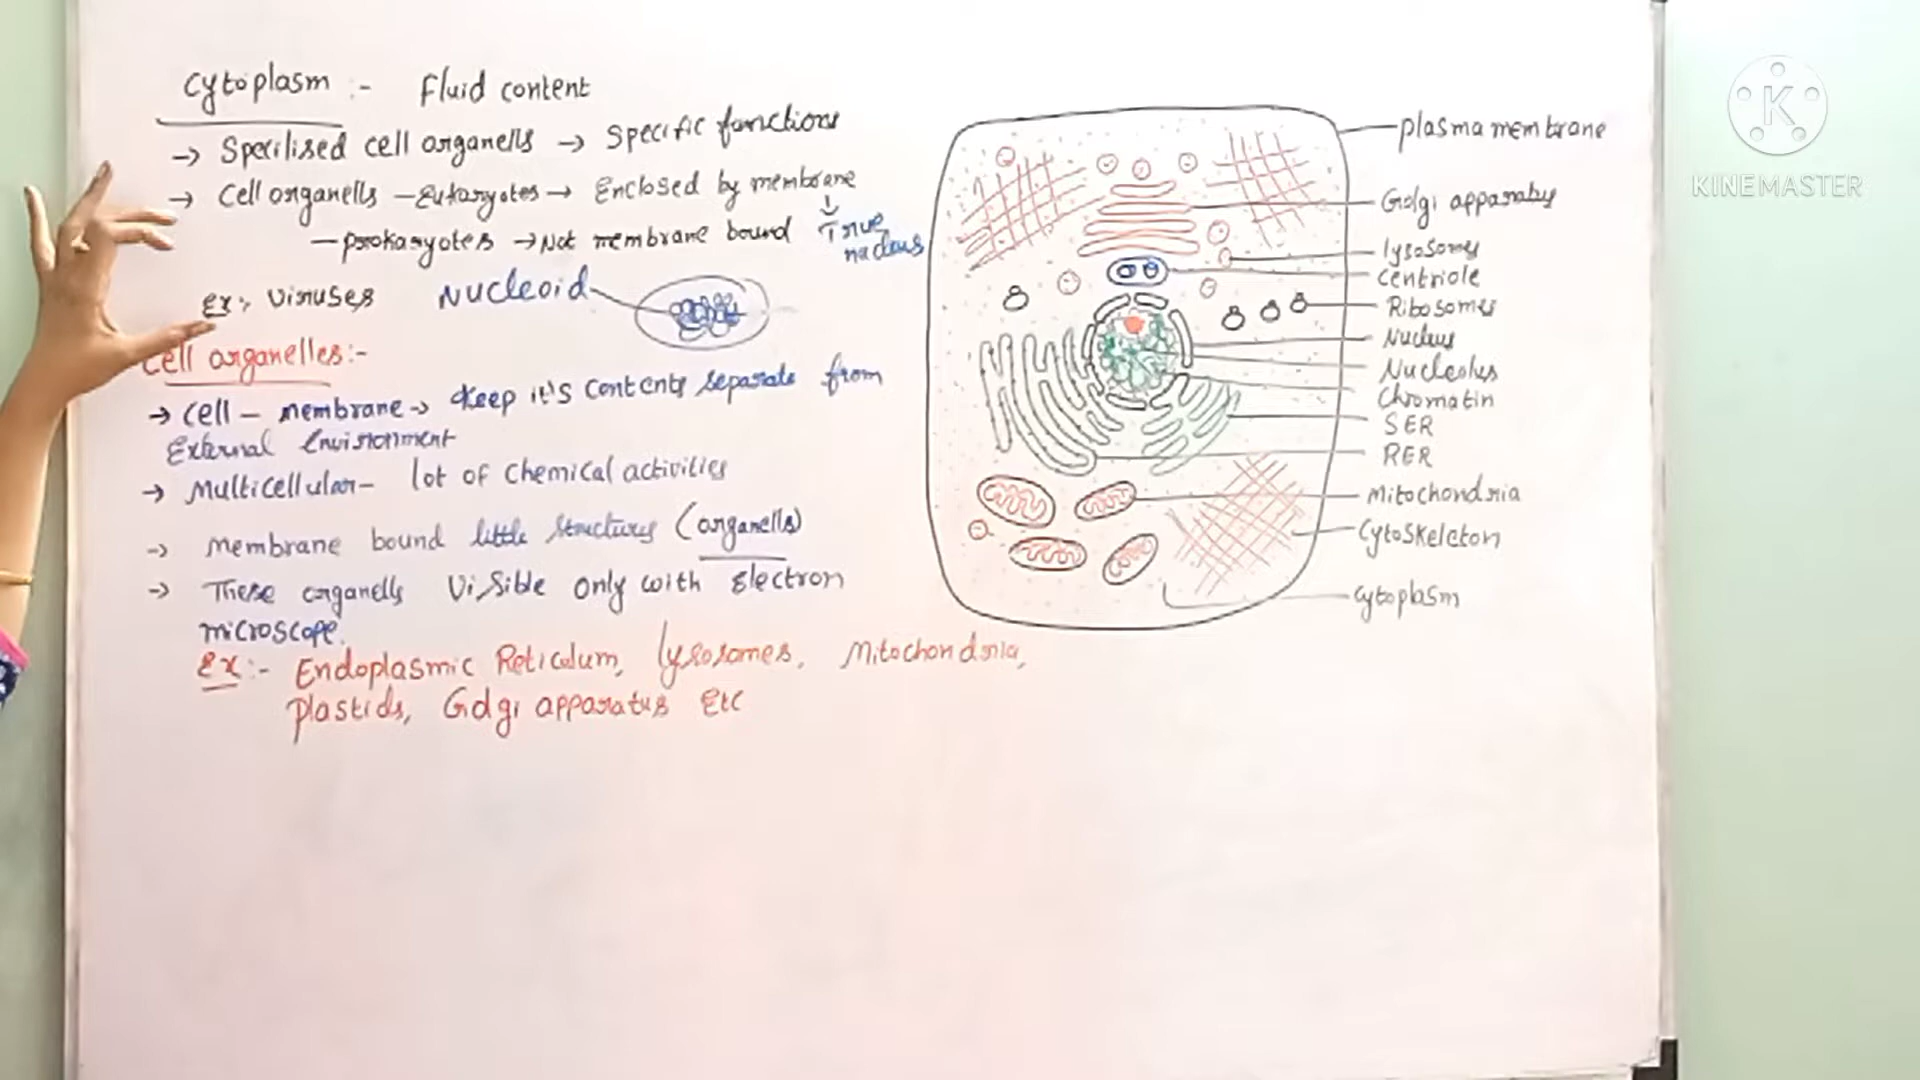 Cytoplasm :- Fluid content
→ Specilised cell organells → Specific functions
→ Cell organells – Eukaryotes → Enclosed by membrane
– prokaryotes → Not membrane bound
True nucleus
Ex:, Viruses
Nucleoid
Cell organelles:-
→ Cell – membrane → keep it's contents separate from
External Environment
→ Multicellular – lot of chemical activities
→ Membrane bound little structures (organells)
→ These organells Visible only with Electron
microscope.
Ex:- Endoplasmic Reticulum, lysosomes, Mitochondria,
plastids, Golgi apparatus Etc
plasma membrane
Golgi apparatus
lysosomes
Centriole
Ribosomes
Nucleus
Nucleolus
Chromatin
SER
RER
Mitochondria
Cytoskeleton
Cytoplasm
K
KINEMASTER